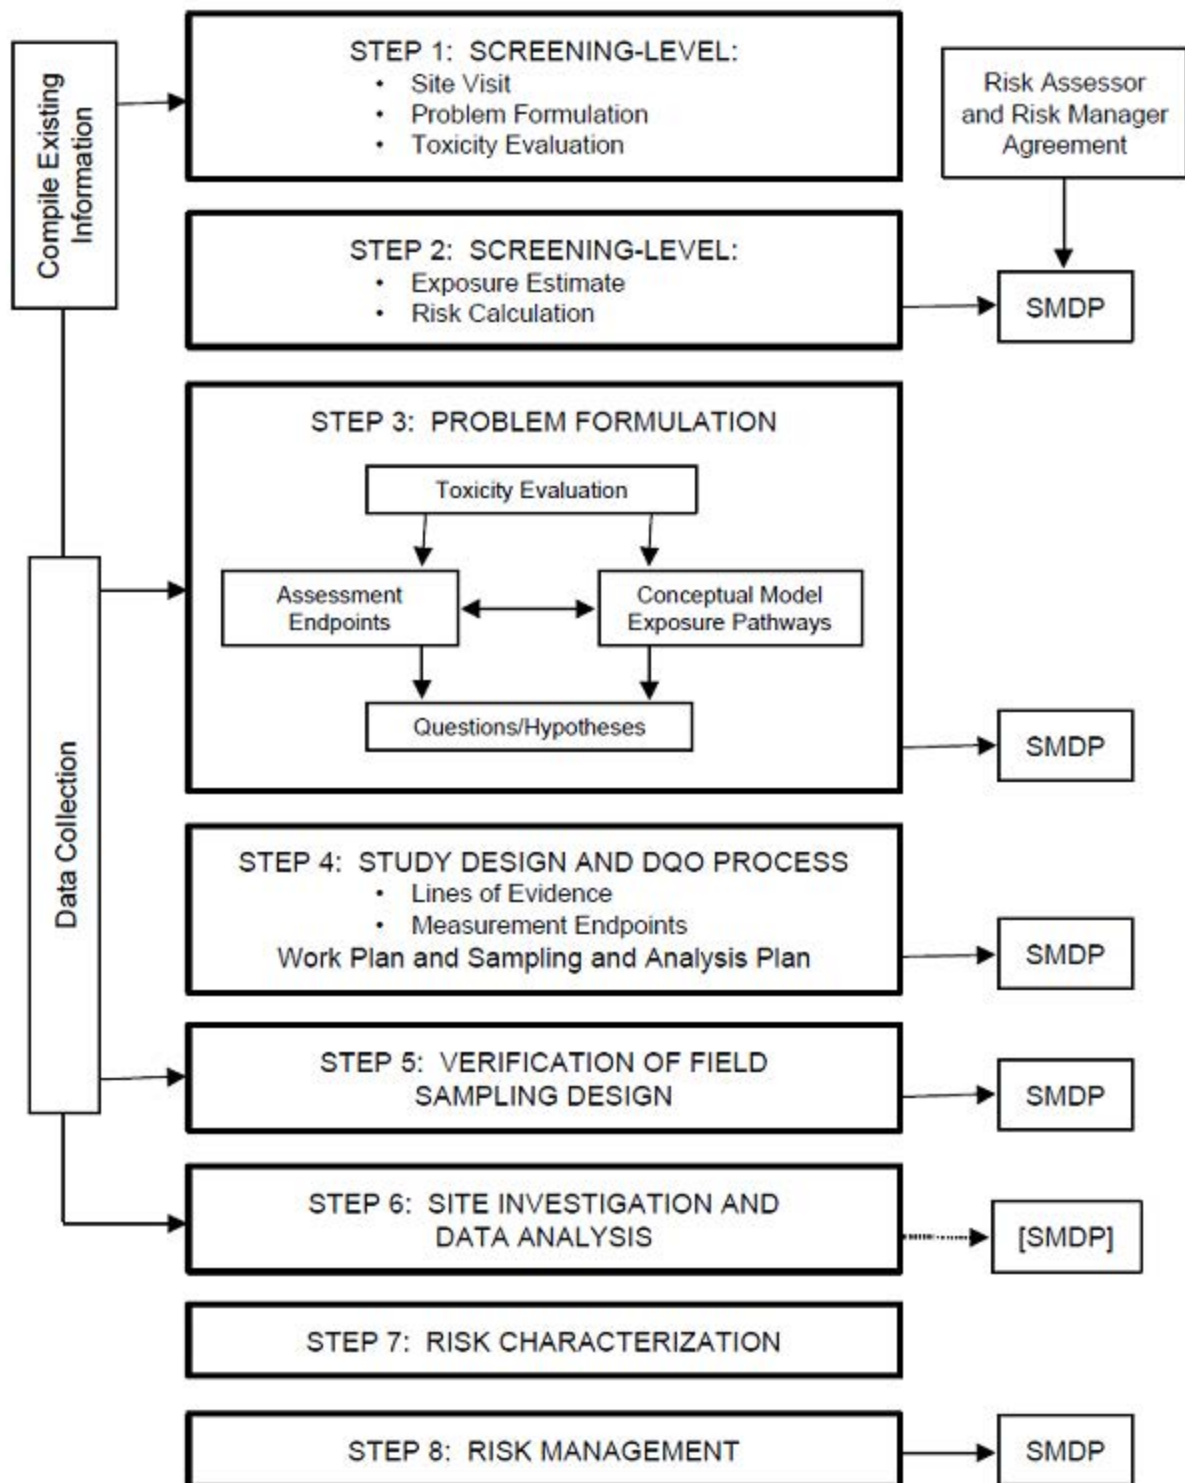 Compile Existing
Information
STEP 1: SCREENING-LEVEL:
• Site Visit
• Problem Formulation
• Toxicity Evaluation
Risk Assessor
and Risk Manager
Agreement
STEP 2: SCREENING-LEVEL:
• Exposure Estimate
• Risk Calculation
SMDP
Data Collection
STEP 3: PROBLEM FORMULATION
Toxicity Evaluation
Assessment
Endpoints
Conceptual Model
Exposure Pathways
Questions/Hypotheses
SMDP
STEP 4: STUDY DESIGN AND DQO PROCESS
• Lines of Evidence
• Measurement Endpoints
Work Plan and Sampling and Analysis Plan
SMDP
STEP 5: VERIFICATION OF FIELD
SAMPLING DESIGN
SMDP
STEP 6: SITE INVESTIGATION AND
DATA ANALYSIS
[SMDP]
STEP 7: RISK CHARACTERIZATION
STEP 8: RISK MANAGEMENT
SMDP